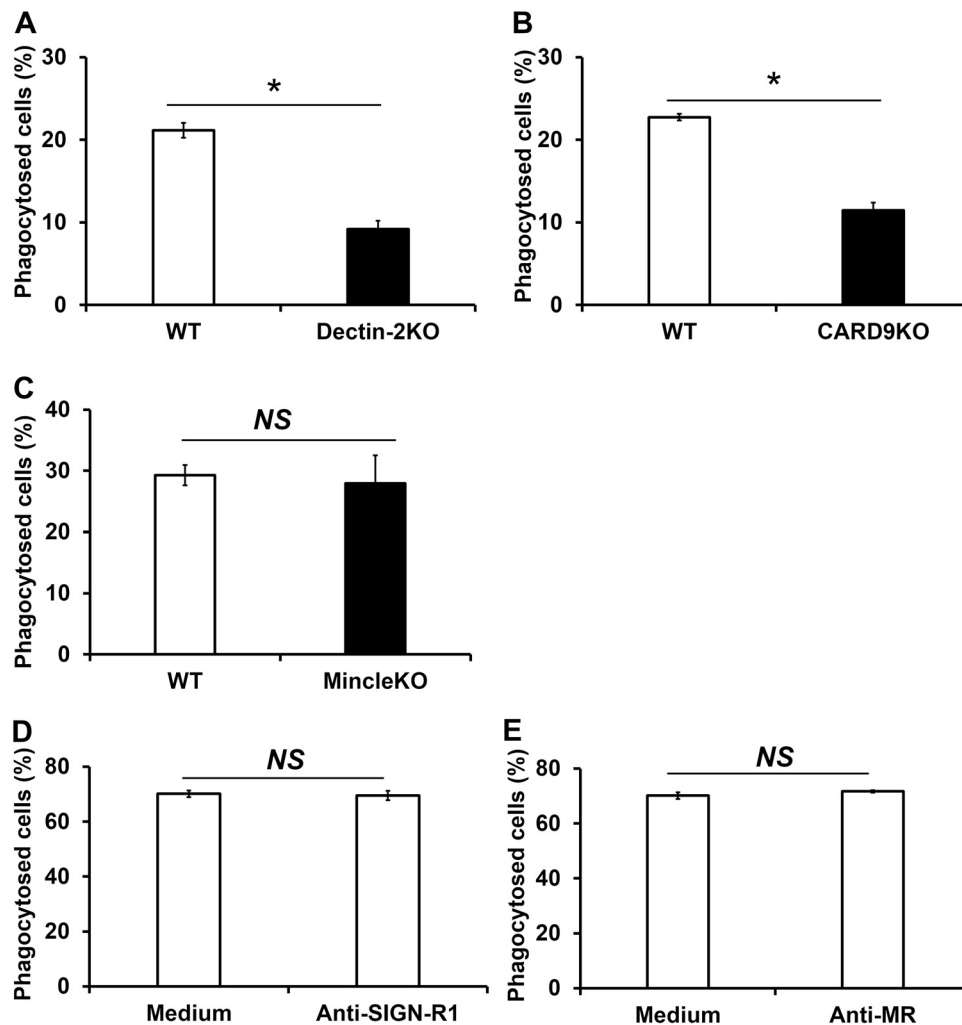 A
Phagocytosed cells (%)
30
20
10
0
*
WT
Dectin-2KO
B
Phagocytosed cells (%)
30
20
10
0
*
WT
CARD9KO
C
Phagocytosed cells (%)
40
30
20
10
0
NS
WT
MincleKO
D
Phagocytosed cells (%)
80
60
40
20
0
NS
Medium
Anti-SIGN-R1
E
Phagocytosed cells (%)
80
60
40
20
0
NS
Medium
Anti-MR